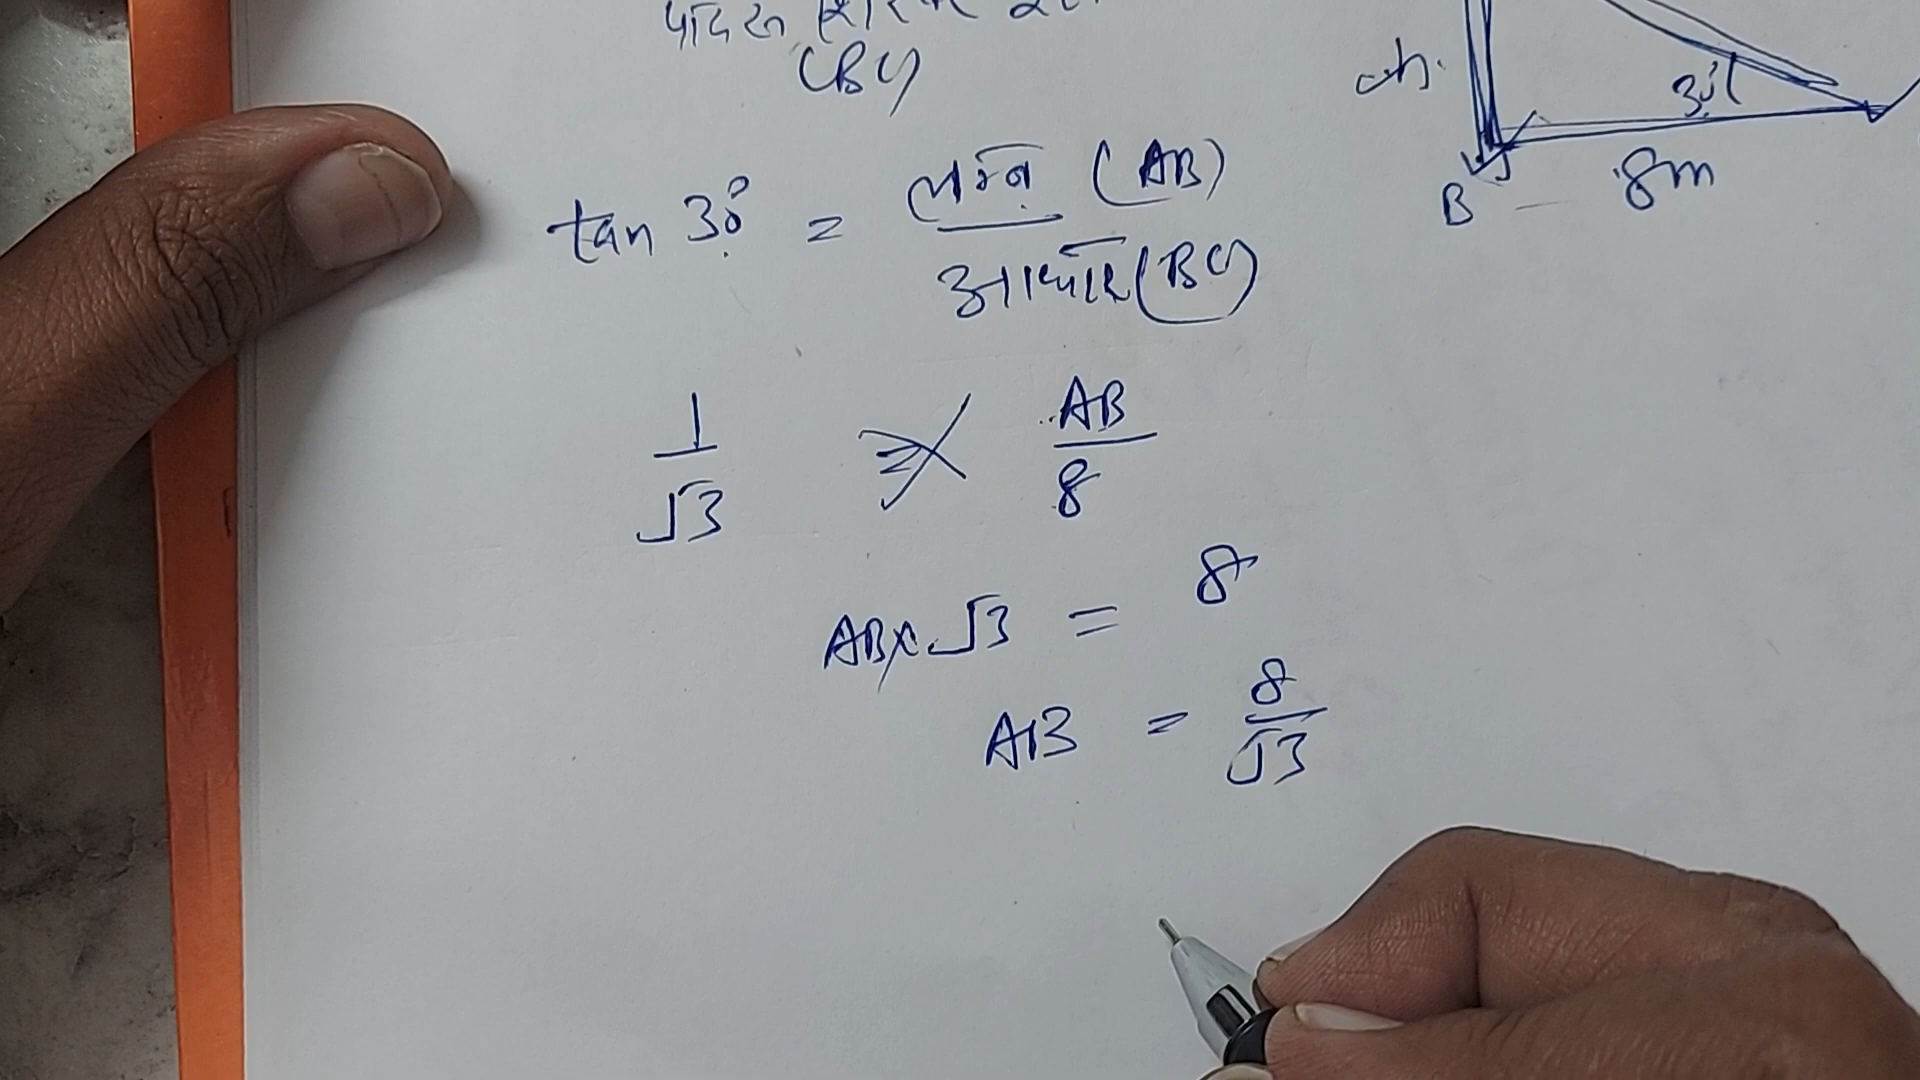 (BC)
tan 30° = लम्ब (AB) / आधार (BC)
1/√3 = AB/8
AB × √3 = 8
AB = 8/√3
30°
B
8m